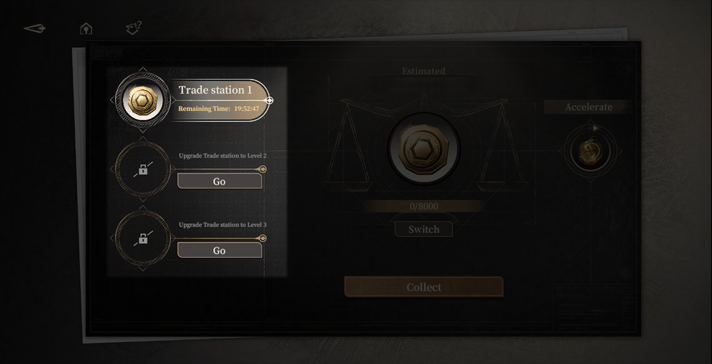 Trade station 1
Remaining Time: 19:52:47
Upgrade Trade station to Level 2
Go
Upgrade Trade station to Level 3
Go
Estimated
0/8000
Switch
Collect
Accelerate